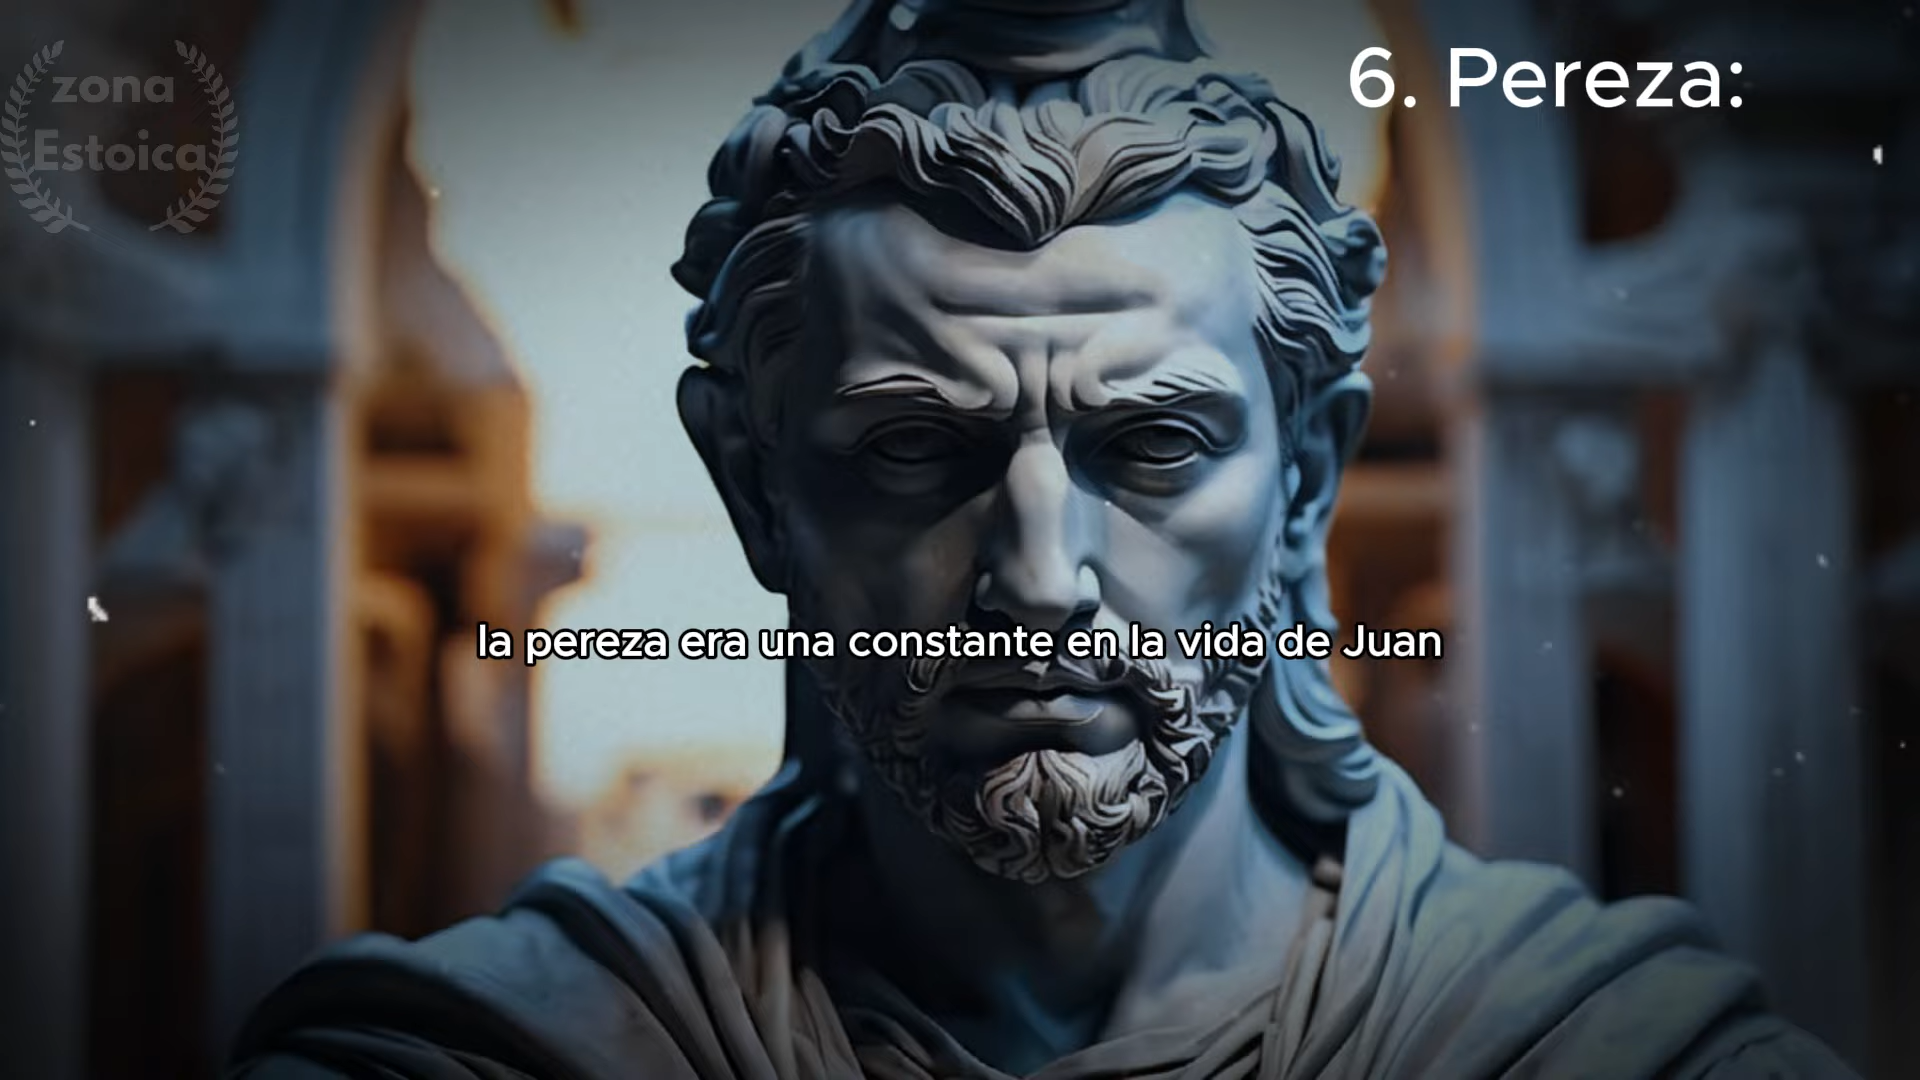 zona
Estoica
6. Pereza:
la pereza era una constante en la vida de Juan